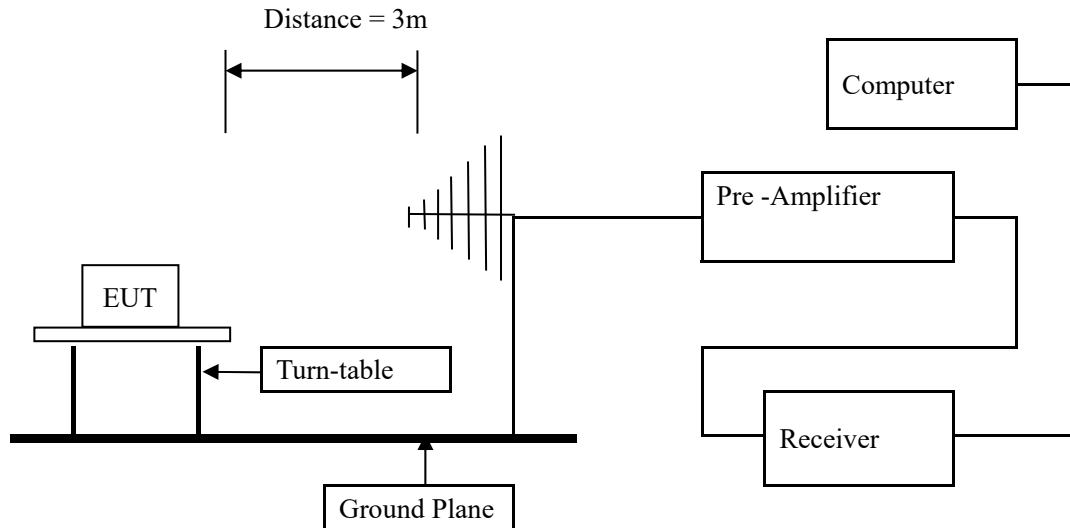 Distance = 3m
Computer
Pre -Amplifier
EUT
Turn-table
Receiver
Ground Plane